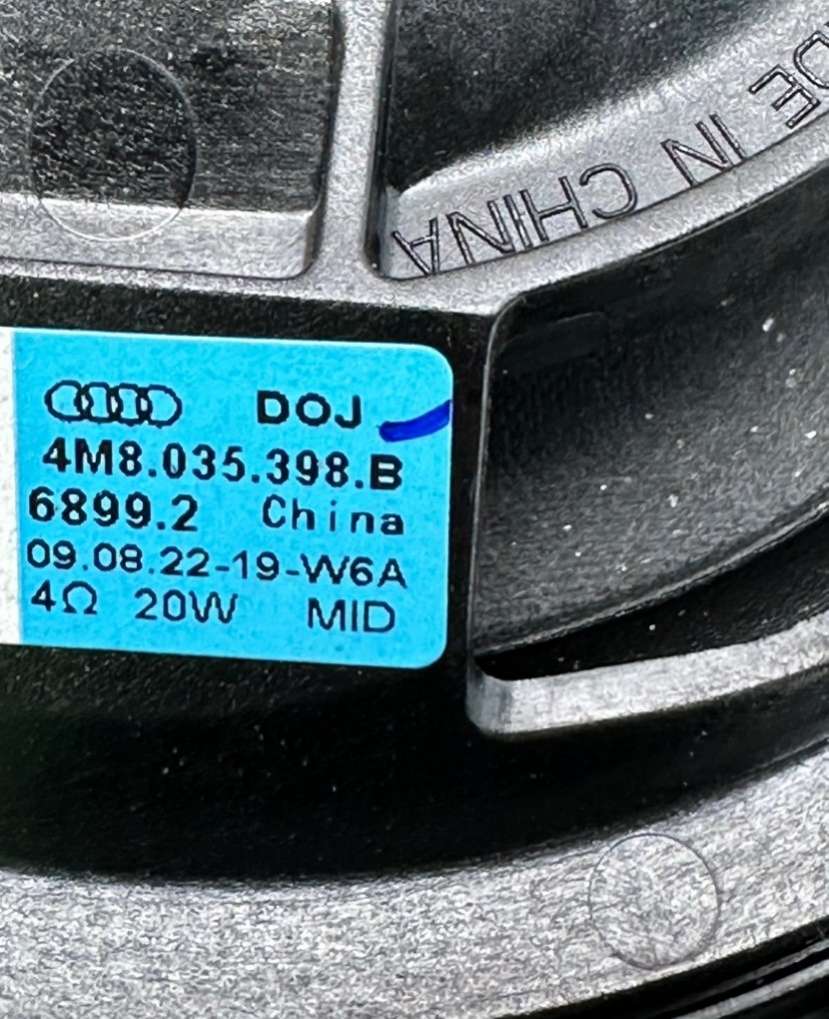 DE IN CHINA
DOJ
4M8.035.398.B
6899.2 China
09.08.22-19-W6A
4Ω 20W MID